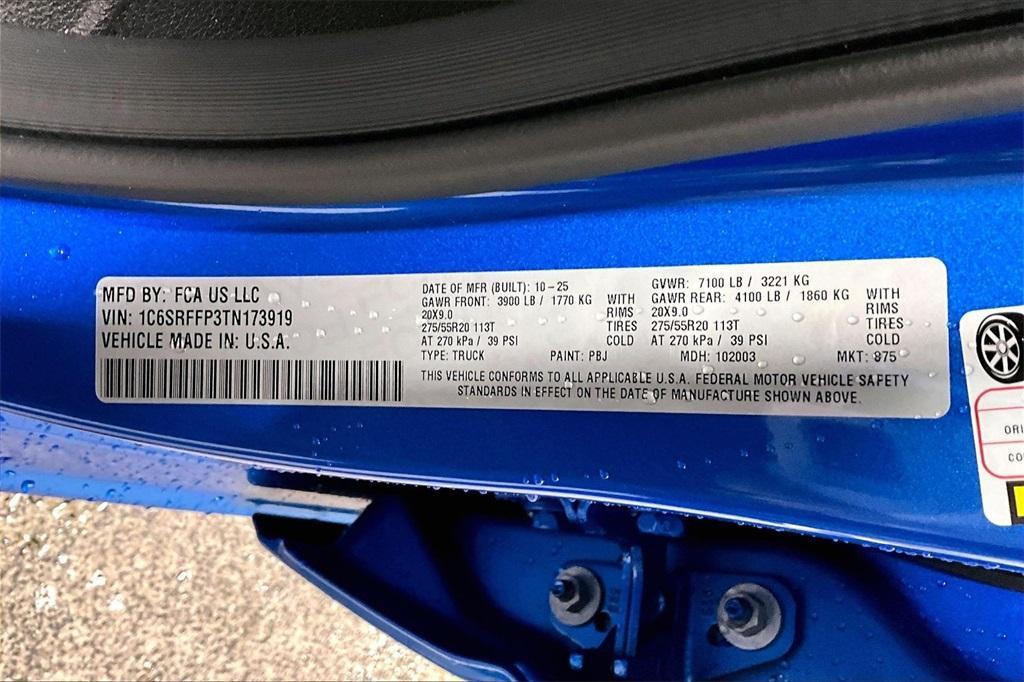 MFD BY: FCA US LLC
VIN: 1C6SRFFP3TN173919
VEHICLE MADE IN: U.S.A.
DATE OF MFR (BUILT): 10-25
GAWR FRONT: 3900 LB / 1770 KG WITH
20X9.0 RIMS
275/55R20 113T TIRES
AT 270 kPa / 39 PSI COLD
GVWR: 7100 LB / 3221 KG
GAWR REAR: 4100 LB / 1860 KG WITH
20X9.0 RIMS
275/55R20 113T TIRES
AT 270 kPa / 39 PSI COLD
TYPE: TRUCK PAINT: PBJ MDH: 102003 MKT: 875
THIS VEHICLE CONFORMS TO ALL APPLICABLE U.S.A. FEDERAL MOTOR VEHICLE SAFETY
STANDARDS IN EFFECT ON THE DATE OF MANUFACTURE SHOWN ABOVE.
ORI
CO